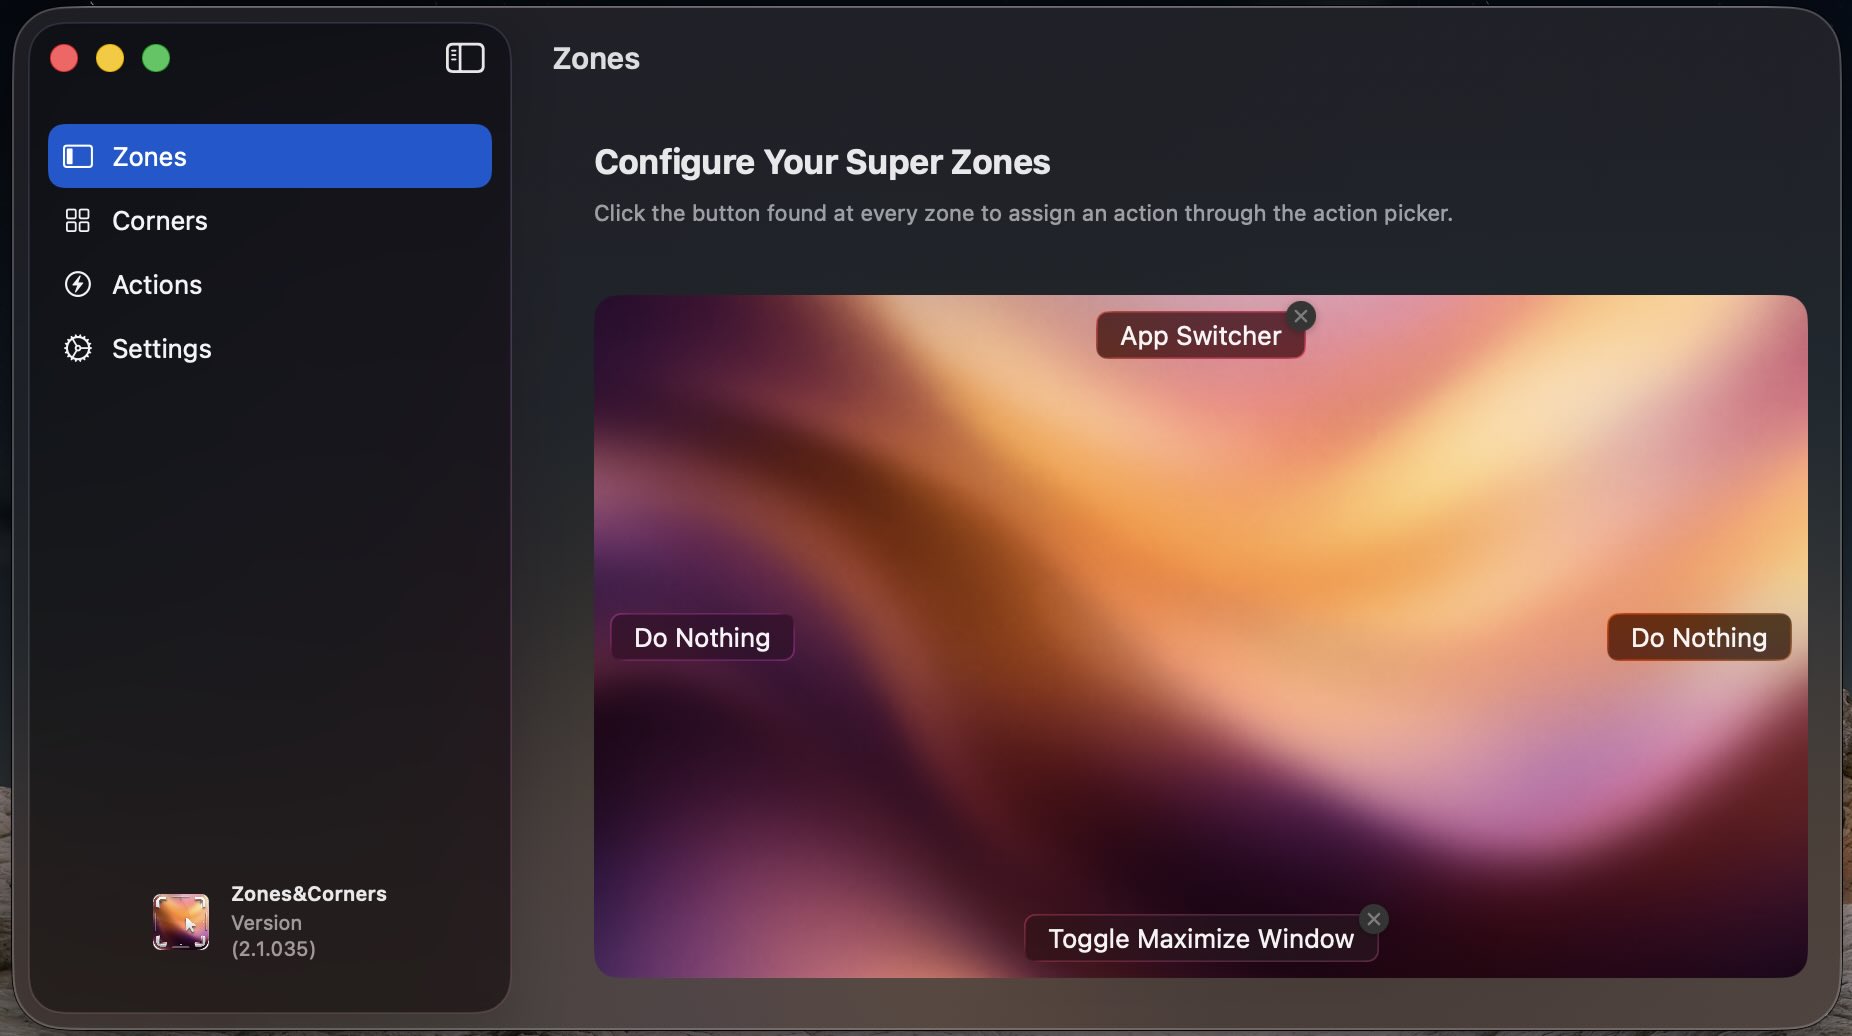 Zones
Corners
Actions
Settings
Zones&Corners
Version
(2.1.035)
Zones
Configure Your Super Zones
Click the button found at every zone to assign an action through the action picker.
App Switcher
Do Nothing
Do Nothing
Toggle Maximize Window